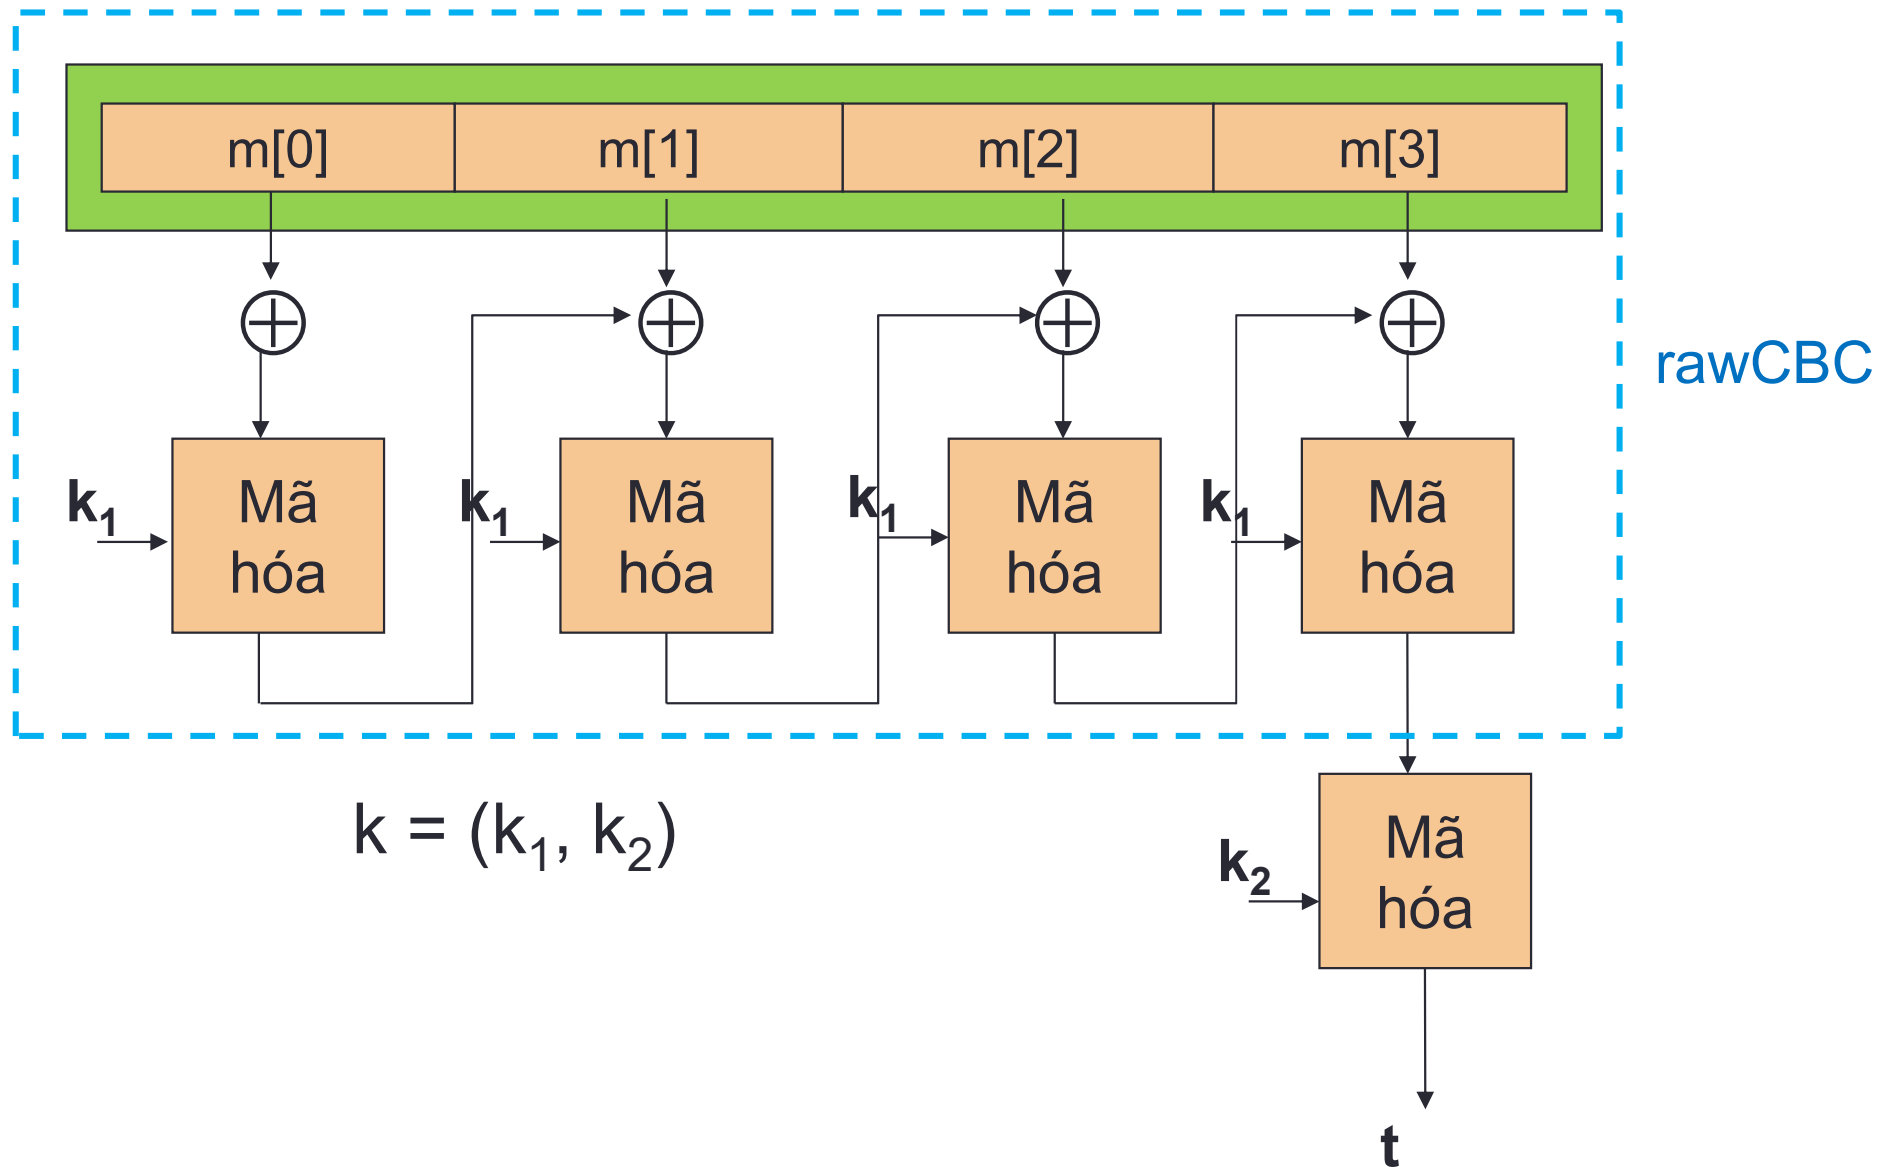 m[0] m[1] m[2] m[3]
rawCBC
k₁ Mã hóa
k₁ Mã hóa
k₁ Mã hóa
k₁ Mã hóa
k = (k₁, k₂)
k₂ Mã hóa
t